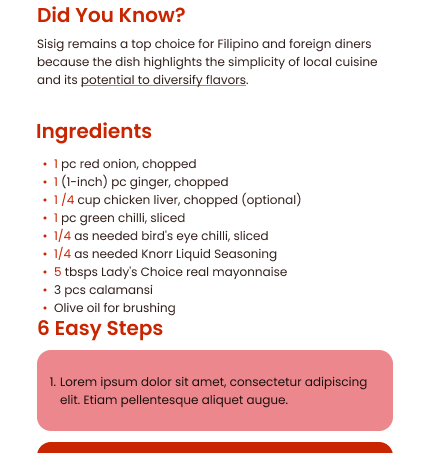 Did You Know?
Sisig remains a top choice for Filipino and foreign diners
because the dish highlights the simplicity of local cuisine
and its potential to diversify flavors.
Ingredients
• 1 pc red onion, chopped
• 1 (1-inch) pc ginger, chopped
• 1 /4 cup chicken liver, chopped (optional)
• 1 pc green chilli, sliced
• 1/4 as needed bird's eye chilli, sliced
• 1/4 as needed Knorr Liquid Seasoning
• 5 tbsps Lady's Choice real mayonnaise
• 3 pcs calamansi
• Olive oil for brushing
6 Easy Steps
1. Lorem ipsum dolor sit amet, consectetur adipiscing
elit. Etiam pellentesque aliquet augue.